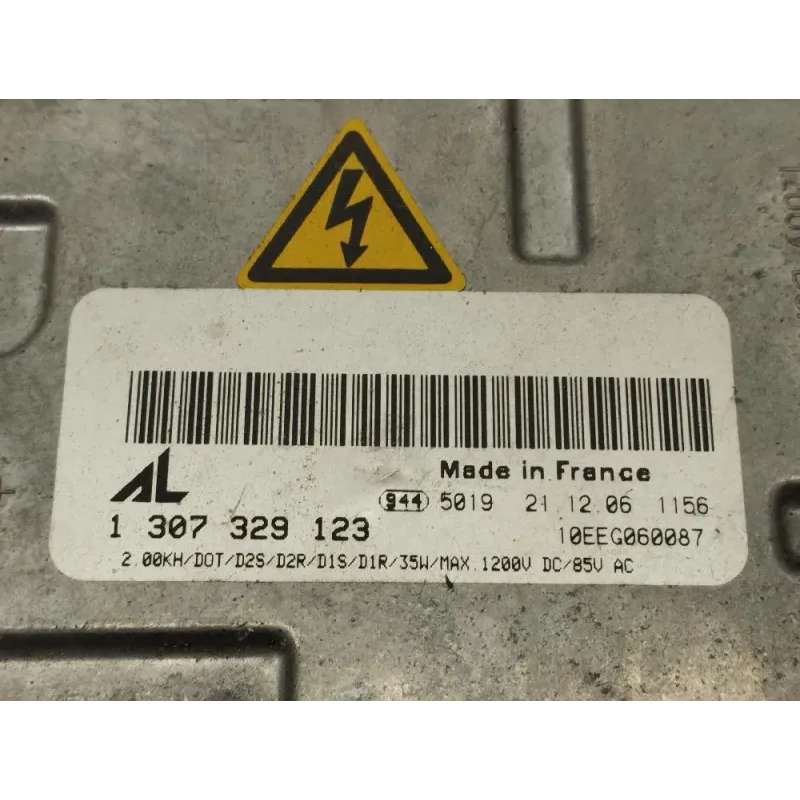 AL
Made in France
944 5019 21.12.06 1156
1 307 329 123
10EEG060087
2.00KH/DOT/D2S/D2R/D1S/D1R/35W/MAX.1200V DC/85V AC
1200V